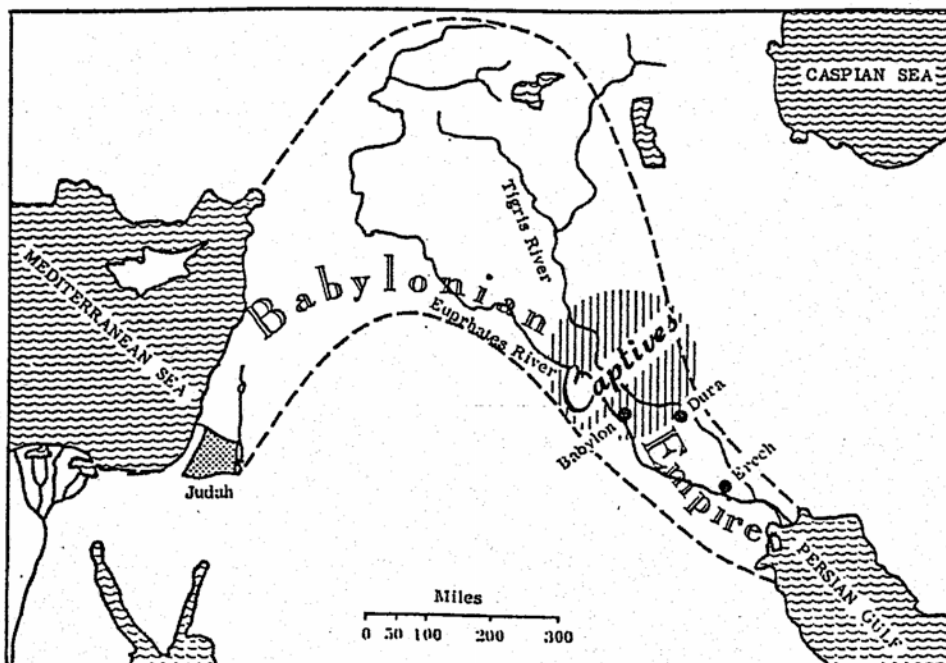 CASPIAN SEA
MEDITERRANEAN SEA
Tigris River
Babylonian
Euprhates River
Captives
Dura
Babylon
Empire
Erech
Judah
PERSIAN GULF
Miles
0 50 100 200 300